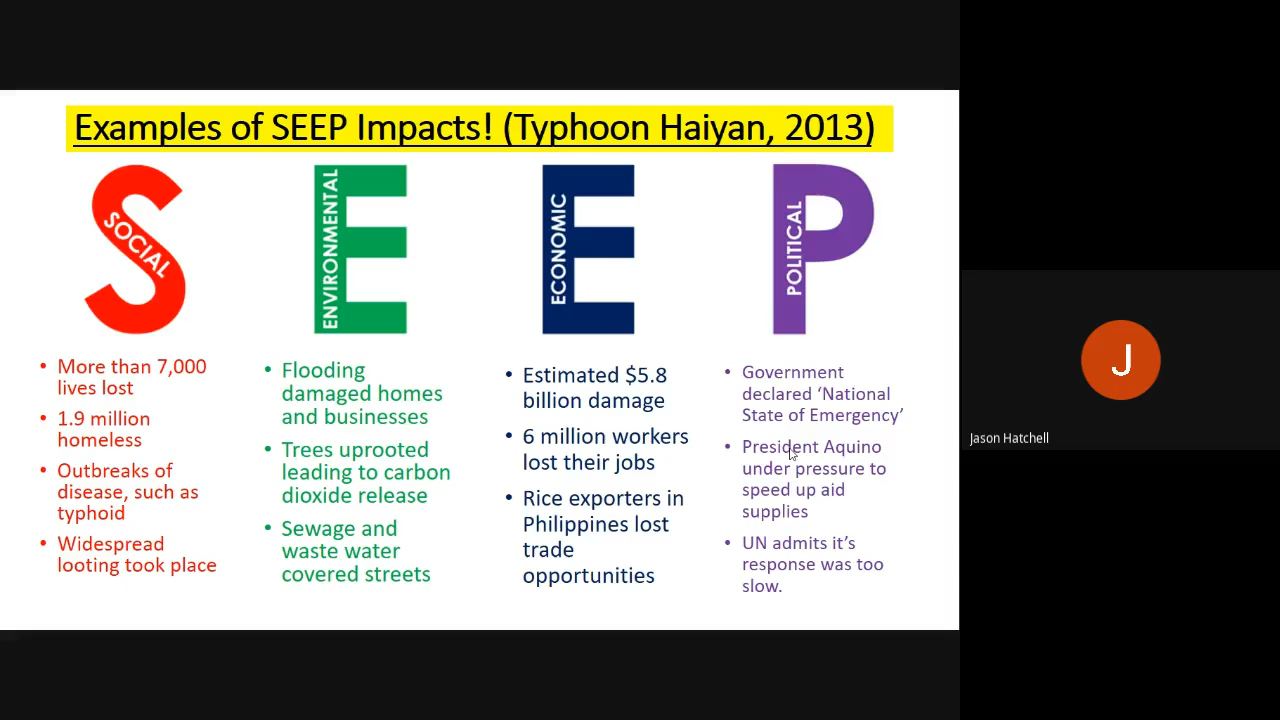 Examples of SEEP Impacts! (Typhoon Haiyan, 2013)
S
SOCIAL
E
ENVIRONMENTAL
E
ECONOMIC
P
POLITICAL
• More than 7,000
lives lost
• 1.9 million
homeless
• Outbreaks of
disease, such as
typhoid
• Widespread
looting took place
• Flooding
damaged homes
and businesses
• Trees uprooted
leading to carbon
dioxide release
• Sewage and
waste water
covered streets
• Estimated $5.8
billion damage
• 6 million workers
lost their jobs
• Rice exporters in
Philippines lost
trade
opportunities
• Government
declared ‘National
State of Emergency’
• President Aquino
under pressure to
speed up aid
supplies
• UN admits it’s
response was too
slow.
J
Jason Hatchell